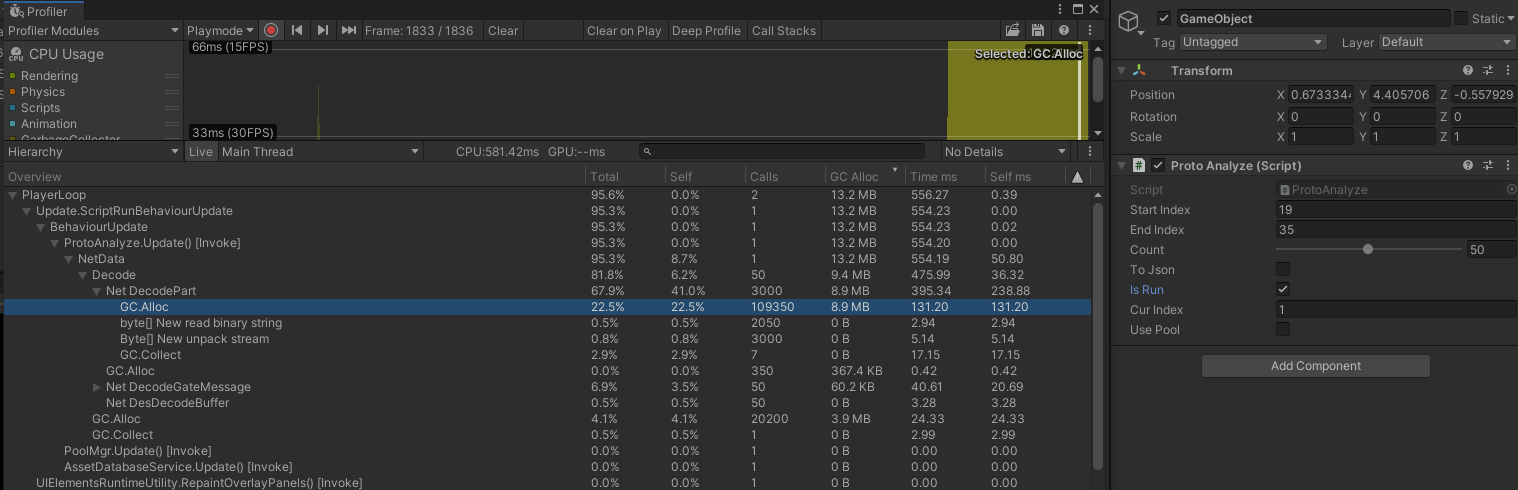 Profiler
Profiler Modules
Playmode
Frame: 1833 / 1836
Clear
Clear on Play
Deep Profile
Call Stacks
CPU Usage
Rendering
Physics
Scripts
Animation
GarbageCollector
66ms (15FPS)
33ms (30FPS)
Selected: GC.Alloc
Hierarchy
Live
Main Thread
CPU:581.42ms GPU:--ms
No Details
Overview Total Self Calls GC Alloc Time ms Self ms
PlayerLoop 95.6% 0.0% 2 13.2 MB 556.27 0.39
Update.ScriptRunBehaviourUpdate 95.3% 0.0% 1 13.2 MB 554.23 0.00
BehaviourUpdate 95.3% 0.0% 1 13.2 MB 554.23 0.02
ProtoAnalyze.Update() [Invoke] 95.3% 0.0% 1 13.2 MB 554.20 0.00
NetData 95.3% 8.7% 1 13.2 MB 554.19 50.80
Decode 81.8% 6.2% 50 9.4 MB 475.99 36.32
Net DecodePart 67.9% 41.0% 3000 8.9 MB 395.34 238.88
GC.Alloc 22.5% 22.5% 109350 8.9 MB 131.20 131.20
byte[] New read binary string 0.5% 0.5% 2050 0 B 2.94 2.94
Byte[] New unpack stream 0.8% 0.8% 3000 0 B 5.14 5.14
GC.Collect 2.9% 2.9% 7 0 B 17.15 17.15
GC.Alloc 0.0% 0.0% 350 367.4 KB 0.42 0.42
Net DecodeGateMessage 6.9% 3.5% 50 60.2 KB 40.61 20.69
Net DesDecodeBuffer 0.5% 0.5% 50 0 B 3.28 3.28
GC.Alloc 4.1% 4.1% 20200 3.9 MB 24.33 24.33
GC.Collect 0.5% 0.5% 1 0 B 2.99 2.99
PoolMgr.Update() [Invoke] 0.0% 0.0% 1 0 B 0.00 0.00
AssetDatabaseService.Update() [Invoke] 0.0% 0.0% 1 0 B 0.00 0.00
UIElementsRuntimeUtility.RepaintOverlayPanels() [Invoke] 0.0% 0.0% 1 0 B 0.00 0.00
GameObject
Static
Tag Untagged Layer Default
Transform
Position X 0.6733344 Y 4.405706 Z -0.557929
Rotation X 0 Y 0 Z 0
Scale X 1 Y 1 Z 1
Proto Analyze (Script)
Script ProtoAnalyze
Start Index 19
End Index 35
Count 50
To Json
Is Run
Cur Index 1
Use Pool
Add Component